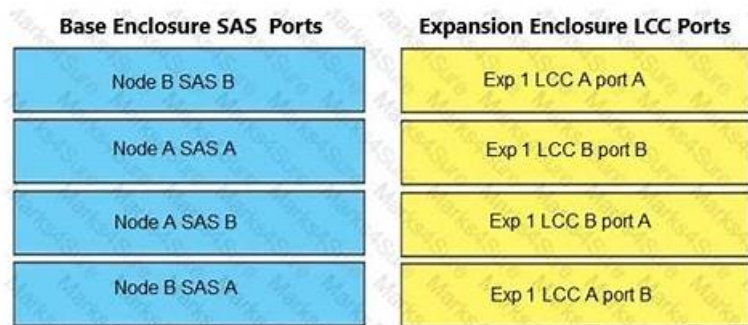 Base Enclosure SAS Ports
Expansion Enclosure LCC Ports
Node B SAS B
Exp 1 LCC A port A
Node A SAS A
Exp 1 LCC B port B
Node A SAS B
Exp 1 LCC B port A
Node B SAS A
Exp 1 LCC A port B
Marks4Sure